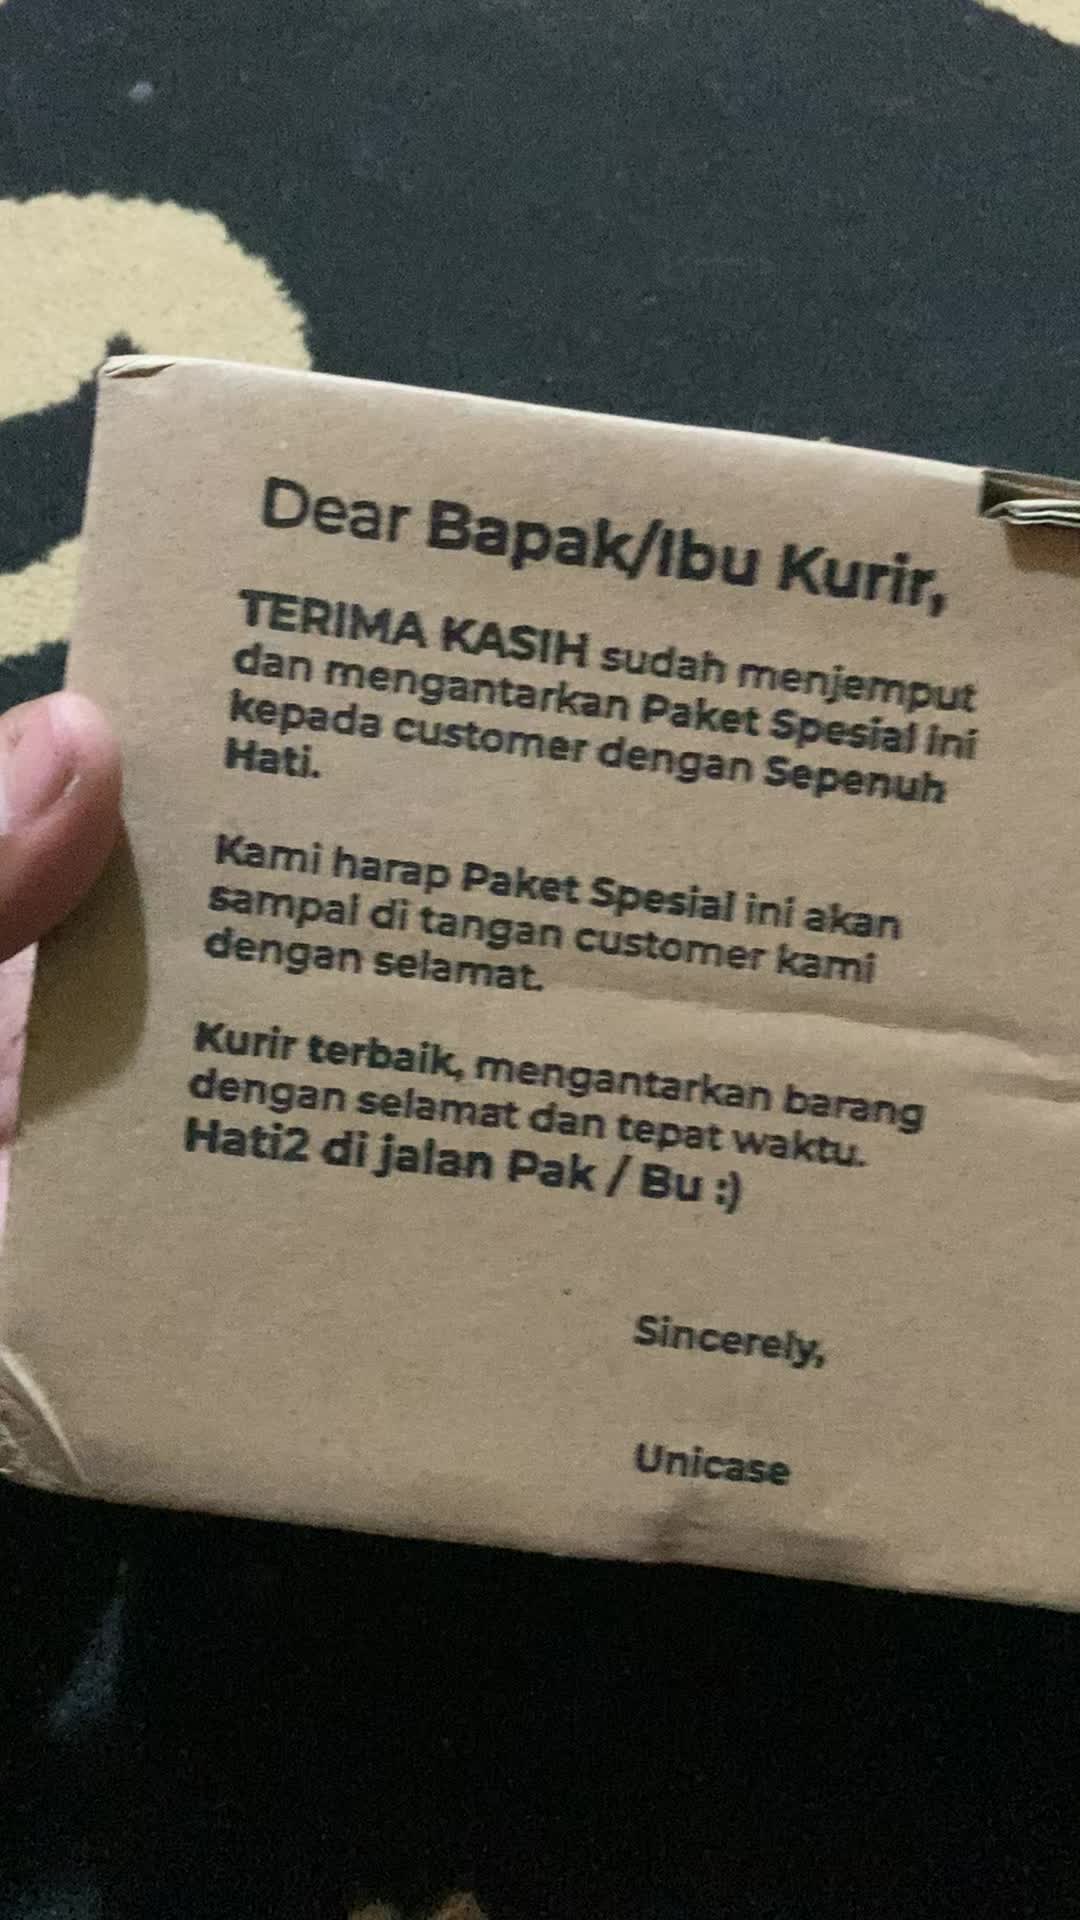 Dear Bapak/Ibu Kurir,
TERIMA KASIH sudah menjemput
dan mengantarkan Paket Spesial ini
kepada customer dengan Sepenuh
Hati.
Kami harap Paket Spesial ini akan
sampai di tangan customer kami
dengan selamat.
Kurir terbaik, mengantarkan barang
dengan selamat dan tepat waktu.
Hati2 di jalan Pak / Bu :)
Sincerely,
Unicase